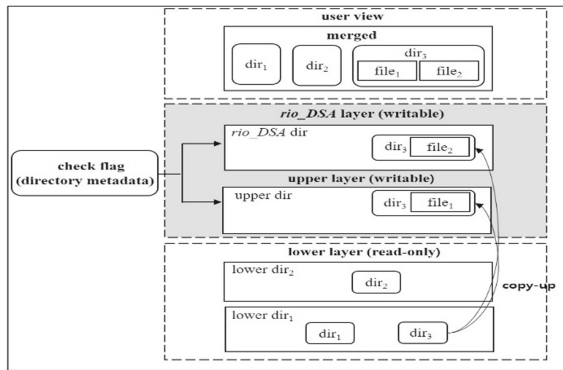 user view
merged
dir1
dir2
dir3
file1
file2
rio_DSA layer (writable)
rio_DSA dir
dir3
file2
check flag
(directory metadata)
upper layer (writable)
upper dir
dir3
file1
lower layer (read-only)
lower dir2
dir2
copy-up
lower dir1
dir1
dir3